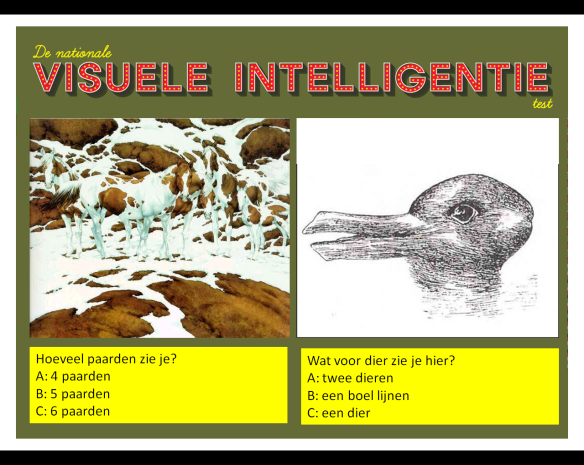 De nationale
VISUELE INTELLIGENTIE
test
Hoeveel paarden zie je?
A: 4 paarden
B: 5 paarden
C: 6 paarden
Wat voor dier zie je hier?
A: twee dieren
B: een boel lijnen
C: een dier